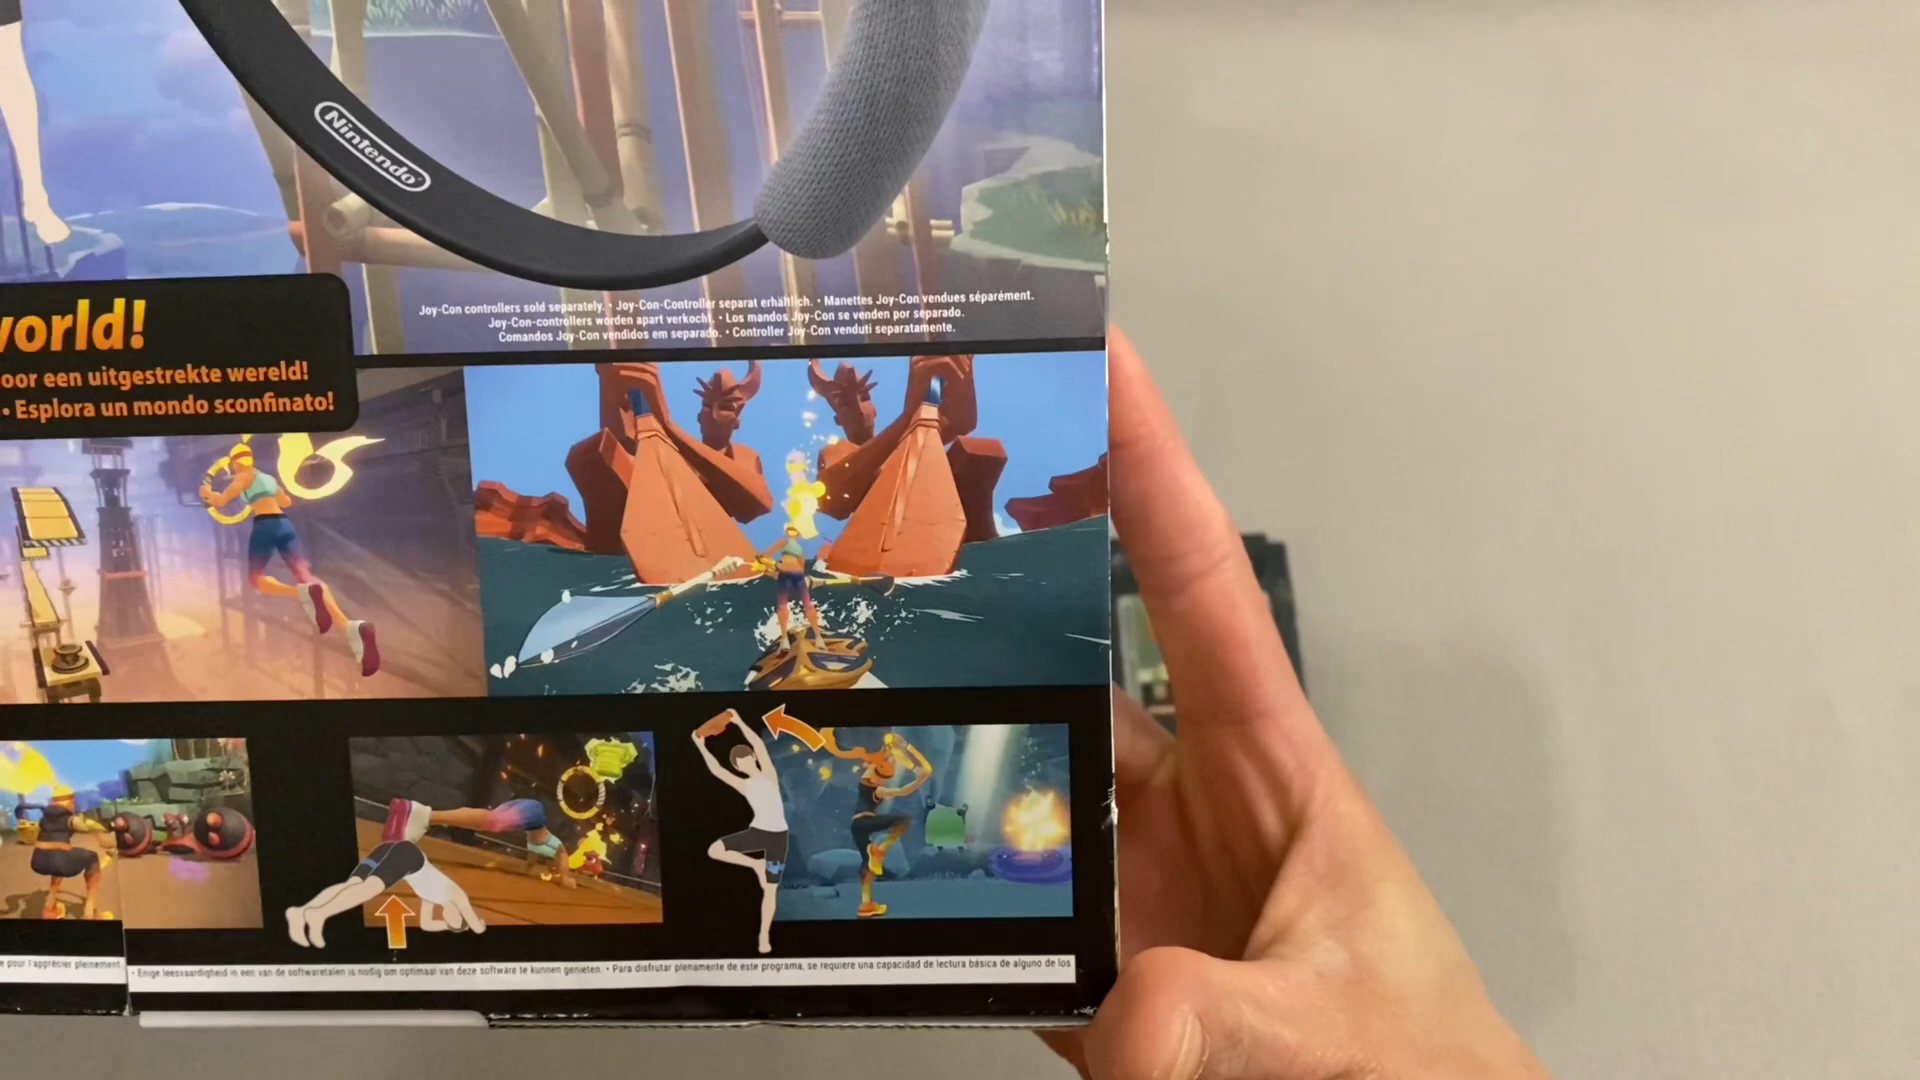 Nintendo
Joy-Con controllers sold separately. • Joy-Con-Controller separat erhältlich. • Manettes Joy-Con vendues séparément.
Joy-Con-controllers worden apart verkocht. • Los mandos Joy-Con se venden por separado.
Comandos Joy-Con vendidos em separado. • Controller Joy-Con venduti separatamente.
world!
oor een uitgestrekte wereld!
• Esplora un mondo sconfinato!
e pour l'apprécier pleinement.
• Enige leesvaardigheid in een van de softwaretalen is nodig om optimaal van deze software te kunnen genieten. • Para disfrutar plenamente de este programa, se requiere una capacidad de lectura básica de alguno de los